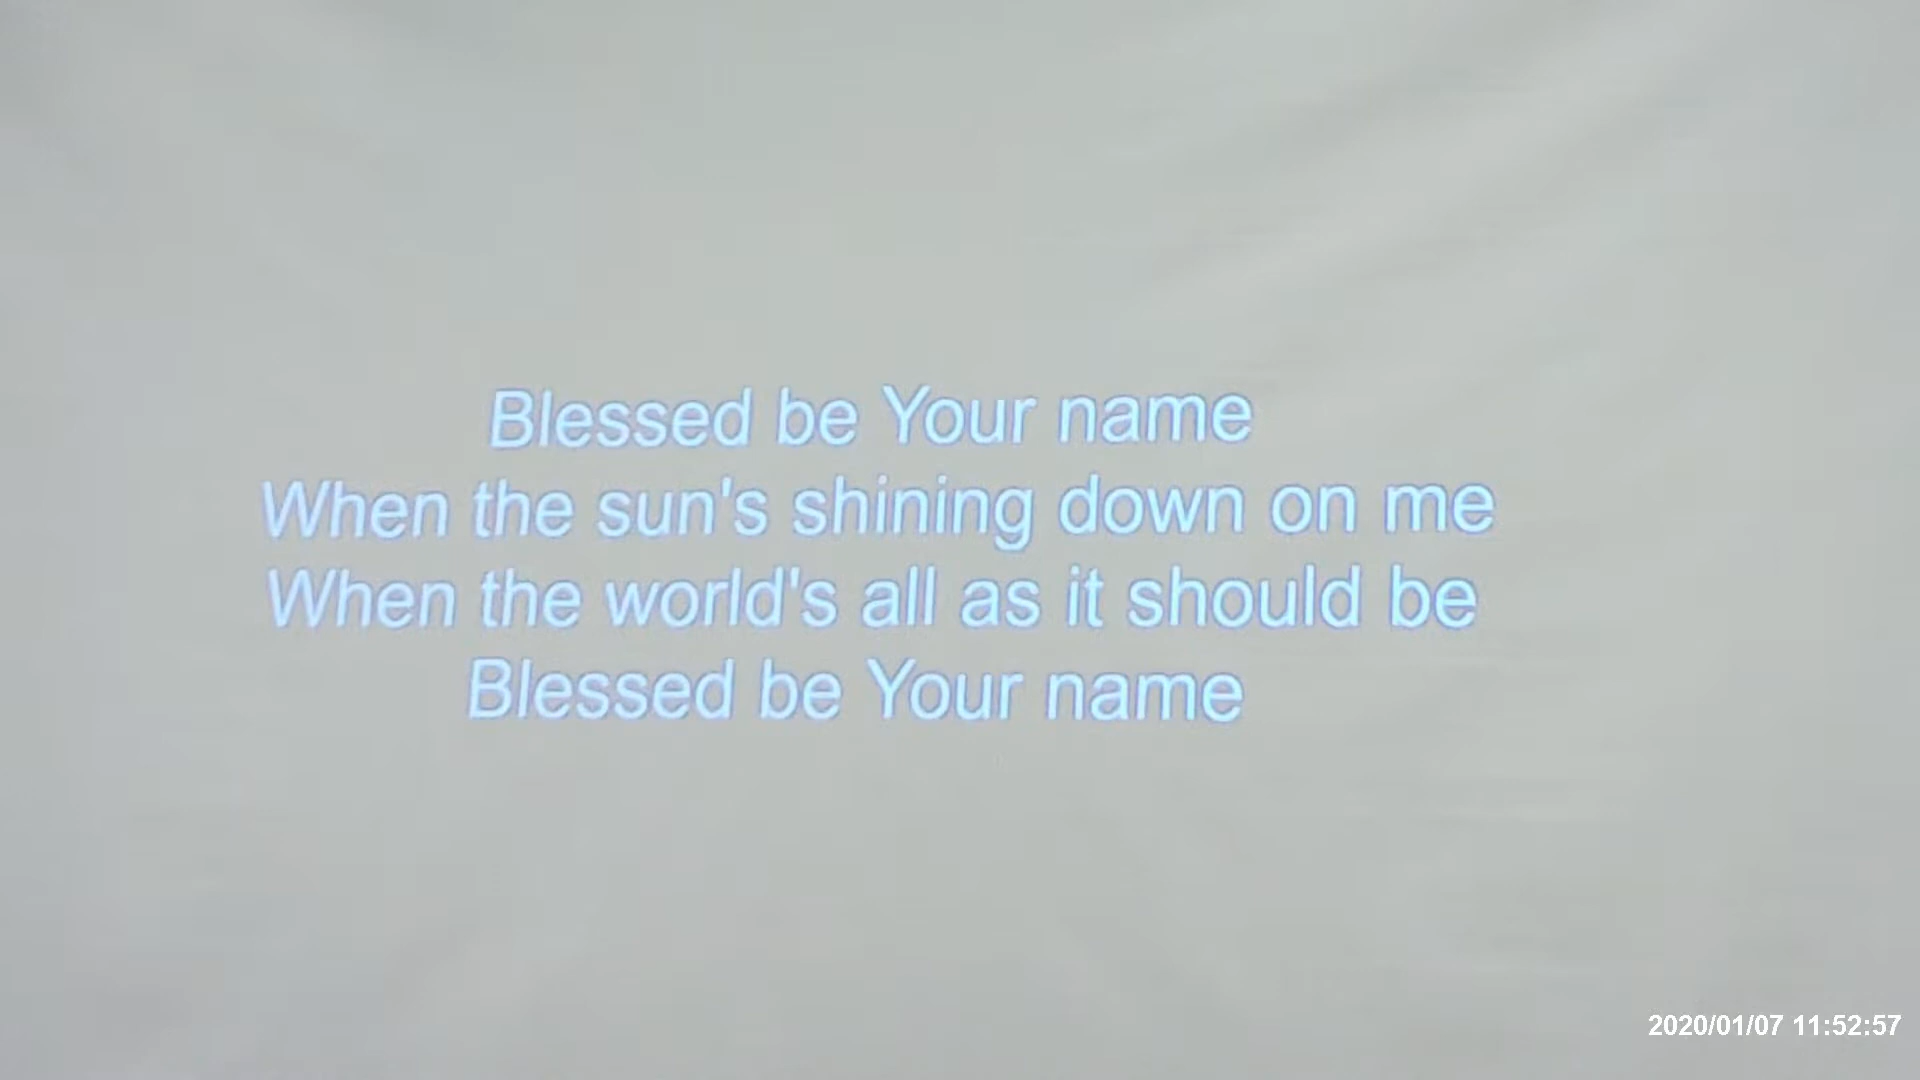 Blessed be Your name
When the sun's shining down on me
When the world's all as it should be
Blessed be Your name
2020/01/07 11:52:57